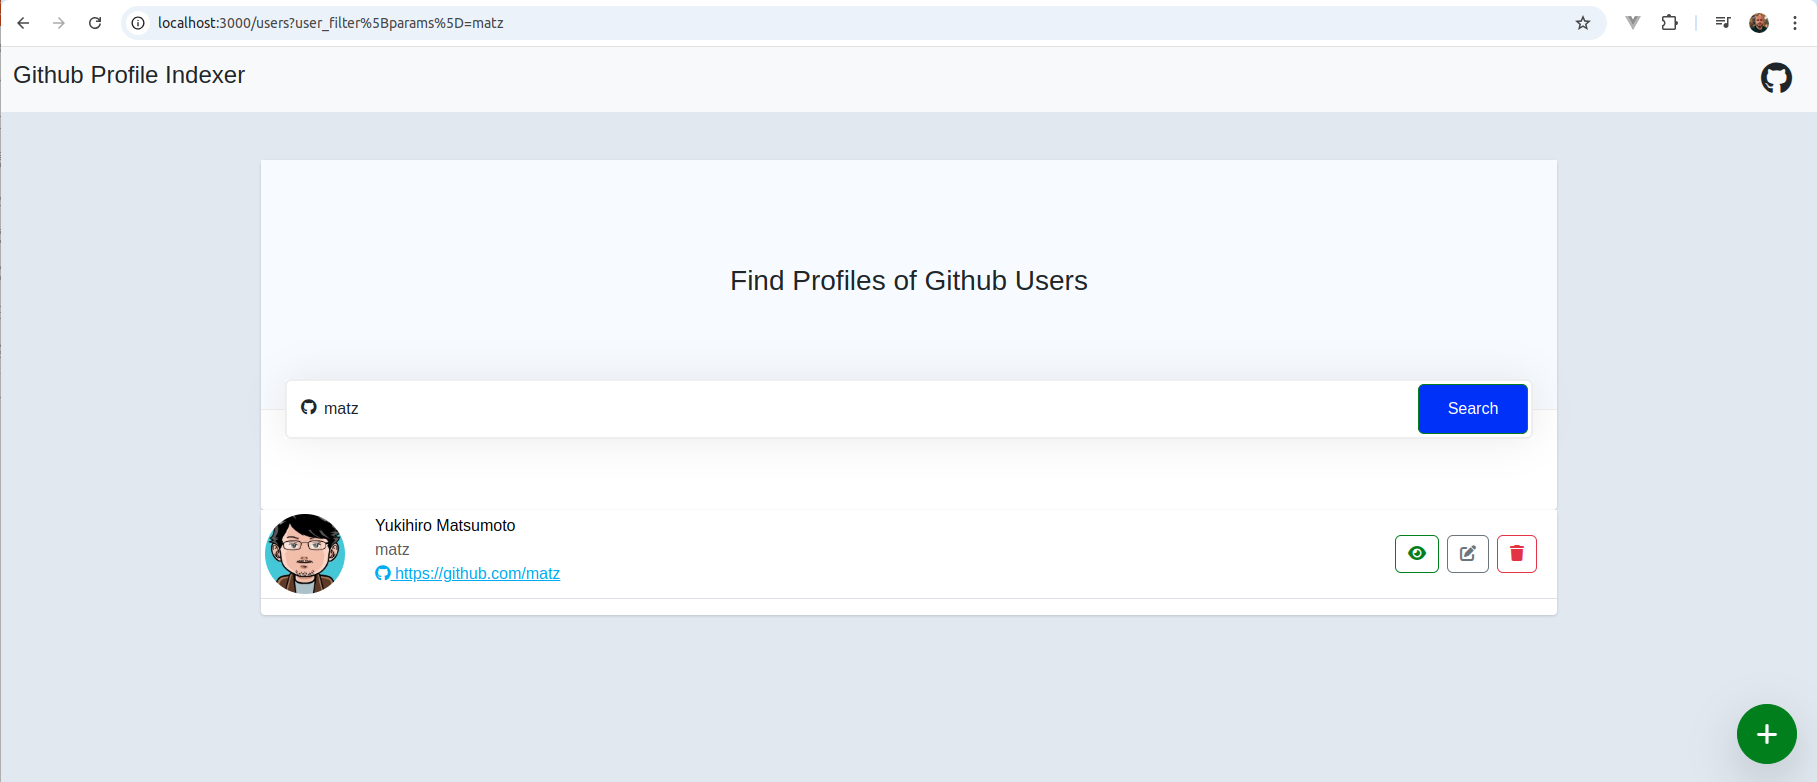 localhost:3000/users?user_filter%5Bparams%5D=matz
Github Profile Indexer
Find Profiles of Github Users
matz
Search
Yukihiro Matsumoto
matz
https://github.com/matz